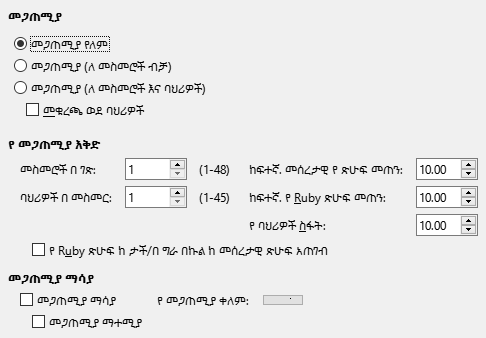 መጋጠሚያ
መጋጠሚያ የለም
መጋጠሚያ (ለ መስመሮች ብቻ)
መጋጠሚያ (ለ መስመሮች እና ባህሪዎች)
መቁረጫ ወደ ባህሪዎች
የ መጋጠሚያ እቅድ
መስመሮች በ ገጽ: 1 (1-48) ከፍተኛ. መሰረታዊ የ ጽሁፍ መጠን: 10.00
ባህሪዎች በ መስመር: 1 (1-45) ከፍተኛ. የ Ruby ጽሁፍ መጠን: 10.00
የ ባህሪዎች ስፋት: 10.00
የ Ruby ጽሁፍ ከ ታች/በ ግራ በኩል ከ መሰረታዊ ጽሁፍ አጠገብ
መጋጠሚያ ማሳያ
መጋጠሚያ ማሳያ የ መጋጠሚያ ቀለም:
መጋጠሚያ ማተሚያ